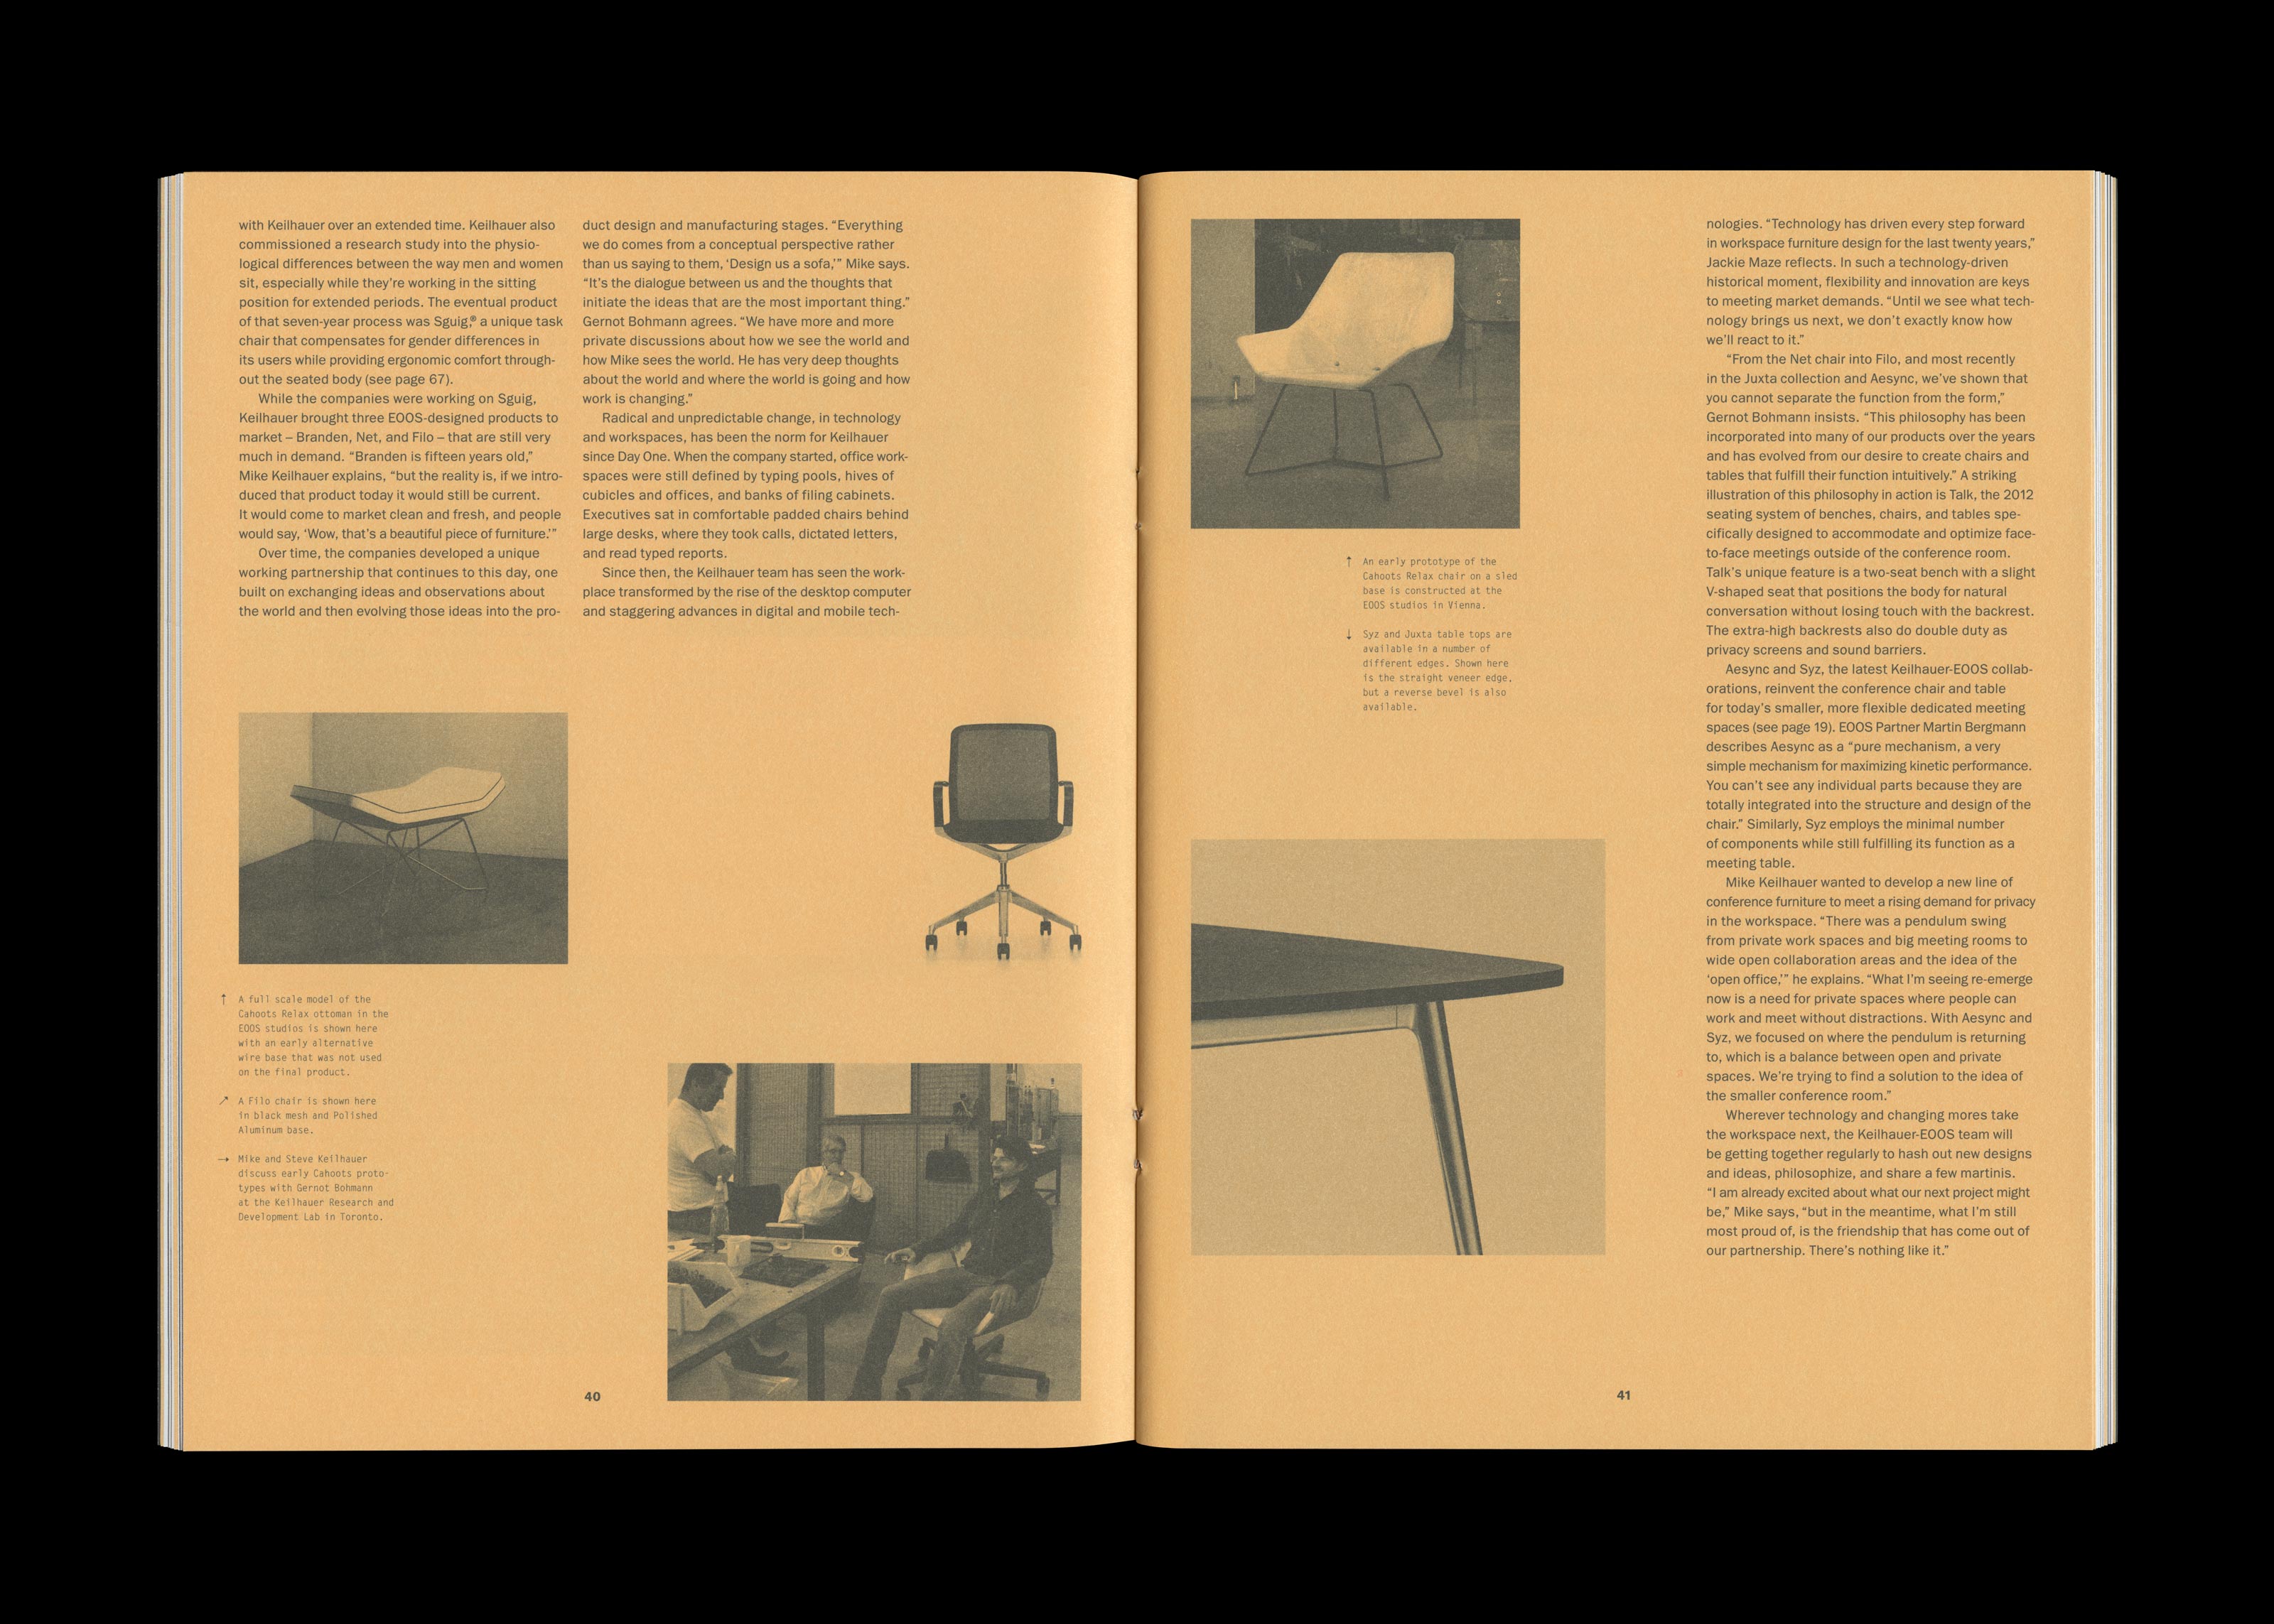 with Keilhauer over an extended time. Keilhauer also
commissioned a research study into the physio-
logical differences between the way men and women
sit, especially while they’re working in the sitting
position for extended periods. The eventual product
of that seven-year process was Sguig,® a unique task
chair that compensates for gender differences in
its users while providing ergonomic comfort through-
out the seated body (see page 67).
While the companies were working on Sguig,
Keilhauer brought three EOOS-designed products to
market – Branden, Net, and Filo – that are still very
much in demand. “Branden is fifteen years old,”
Mike Keilhauer explains, “but the reality is, if we intro-
duced that product today it would still be current.
It would come to market clean and fresh, and people
would say, ‘Wow, that’s a beautiful piece of furniture.’”
Over time, the companies developed a unique
working partnership that continues to this day, one
built on exchanging ideas and observations about
the world and then evolving those ideas into the pro-
duct design and manufacturing stages. “Everything
we do comes from a conceptual perspective rather
than us saying to them, ‘Design us a sofa,’” Mike says.
“It’s the dialogue between us and the thoughts that
initiate the ideas that are the most important thing.”
Gernot Bohmann agrees. “We have more and more
private discussions about how we see the world and
how Mike sees the world. He has very deep thoughts
about the world and where the world is going and how
work is changing.”
Radical and unpredictable change, in technology
and workspaces, has been the norm for Keilhauer
since Day One. When the company started, office work-
spaces were still defined by typing pools, hives of
cubicles and offices, and banks of filing cabinets.
Executives sat in comfortable padded chairs behind
large desks, where they took calls, dictated letters,
and read typed reports.
Since then, the Keilhauer team has seen the work-
place transformed by the rise of the desktop computer
and staggering advances in digital and mobile tech-
↑ A full scale model of the
Cahoots Relax ottoman in the
EOOS studios is shown here
with an early alternative
wire base that was not used
on the final product.
↗ A Filo chair is shown here
in black mesh and Polished
Aluminum base.
→ Mike and Steve Keilhauer
discuss early Cahoots proto-
types with Gernot Bohmann
at the Keilhauer Research and
Development Lab in Toronto.
40
↑ An early prototype of the
Cahoots Relax chair on a sled
base is constructed at the
EOOS studios in Vienna.
↓ Syz and Juxta table tops are
available in a number of
different edges. Shown here
is the straight veneer edge,
but a reverse bevel is also
available.
nologies. “Technology has driven every step forward
in workspace furniture design for the last twenty years,”
Jackie Maze reflects. In such a technology-driven
historical moment, flexibility and innovation are keys
to meeting market demands. “Until we see what tech-
nology brings us next, we don’t exactly know how
we’ll react to it.”
“From the Net chair into Filo, and most recently
in the Juxta collection and Aesync, we’ve shown that
you cannot separate the function from the form,”
Gernot Bohmann insists. “This philosophy has been
incorporated into many of our products over the years
and has evolved from our desire to create chairs and
tables that fulfill their function intuitively.” A striking
illustration of this philosophy in action is Talk, the 2012
seating system of benches, chairs, and tables spe-
cifically designed to accommodate and optimize face-
to-face meetings outside of the conference room.
Talk’s unique feature is a two-seat bench with a slight
V-shaped seat that positions the body for natural
conversation without losing touch with the backrest.
The extra-high backrests also do double duty as
privacy screens and sound barriers.
Aesync and Syz, the latest Keilhauer-EOOS collab-
orations, reinvent the conference chair and table
for today’s smaller, more flexible dedicated meeting
spaces (see page 19). EOOS Partner Martin Bergmann
describes Aesync as a “pure mechanism, a very
simple mechanism for maximizing kinetic performance.
You can’t see any individual parts because they are
totally integrated into the structure and design of the
chair.” Similarly, Syz employs the minimal number
of components while still fulfilling its function as a
meeting table.
Mike Keilhauer wanted to develop a new line of
conference furniture to meet a rising demand for privacy
in the workspace. “There was a pendulum swing
from private work spaces and big meeting rooms to
wide open collaboration areas and the idea of the
‘open office,’” he explains. “What I’m seeing re-emerge
now is a need for private spaces where people can
work and meet without distractions. With Aesync and
Syz, we focused on where the pendulum is returning
to, which is a balance between open and private
spaces. We’re trying to find a solution to the idea of
the smaller conference room.”
Wherever technology and changing mores take
the workspace next, the Keilhauer-EOOS team will
be getting together regularly to hash out new designs
and ideas, philosophize, and share a few martinis.
“I am already excited about what our next project might
be,” Mike says, “but in the meantime, what I’m still
most proud of, is the friendship that has come out of
our partnership. There’s nothing like it.”
41